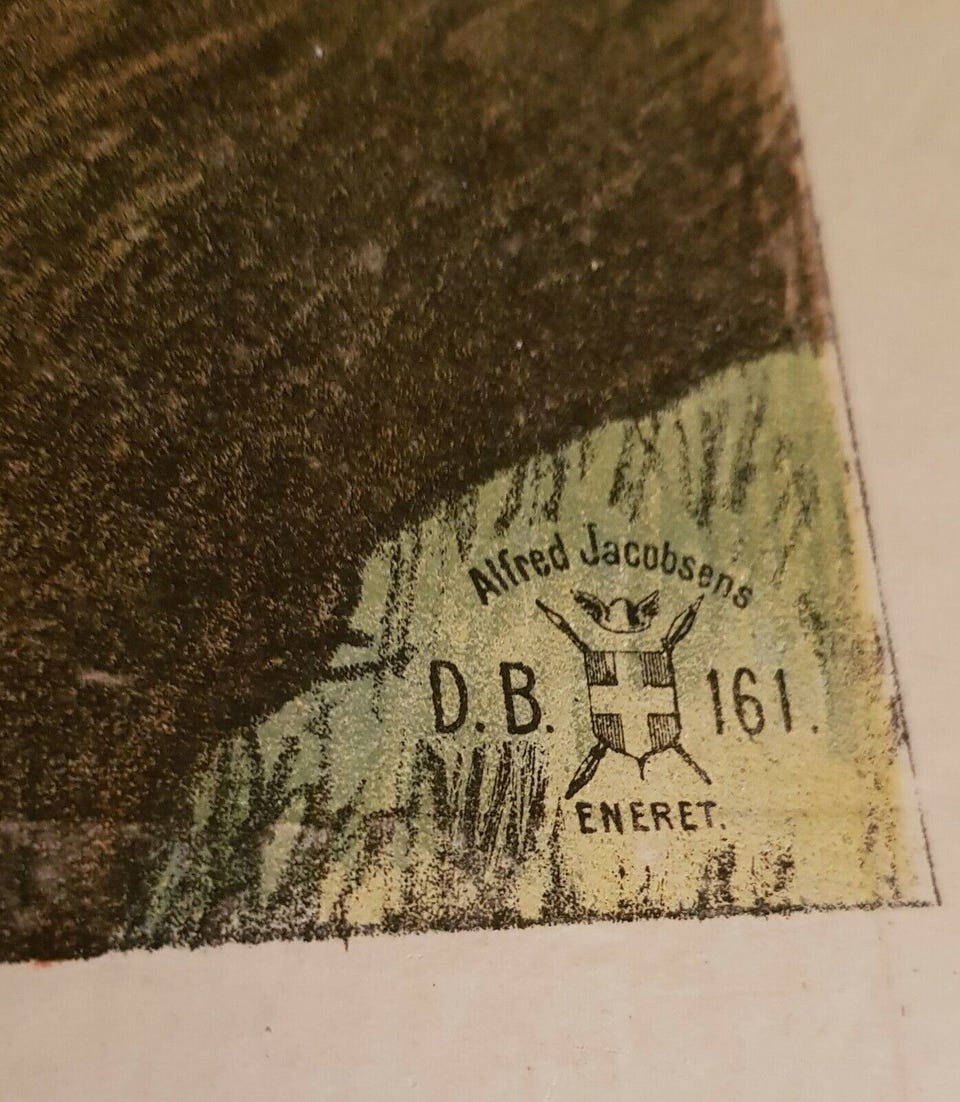 Alfred Jacobsens
D. B. 161.
ENERET.